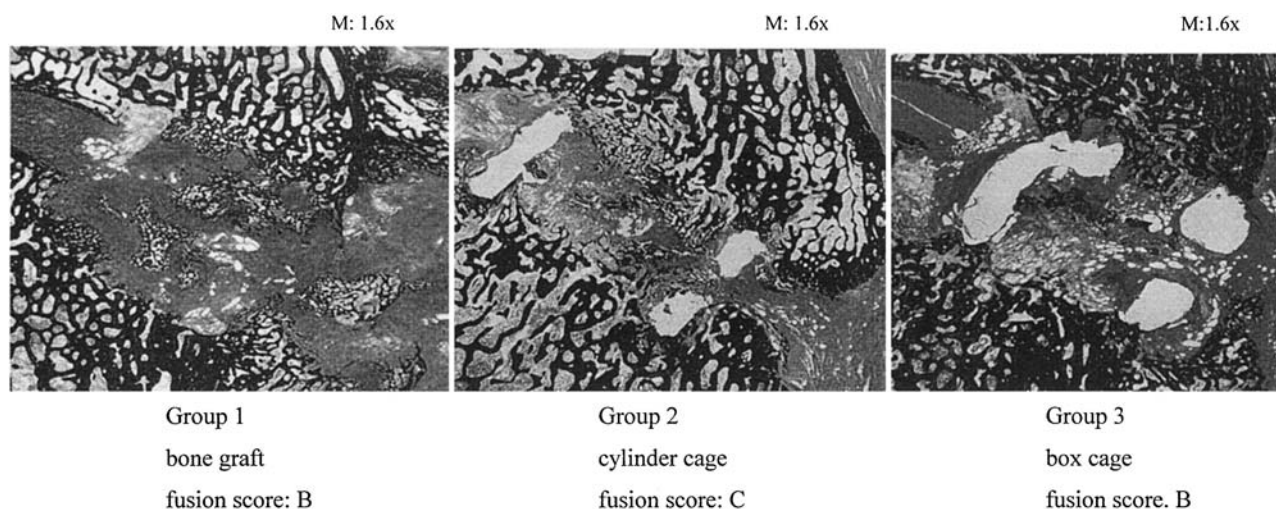 M: 1.6x
M: 1.6x
M:1.6x
Group 1
bone graft
fusion score: B
Group 2
cylinder cage
fusion score: C
Group 3
box cage
fusion score. B